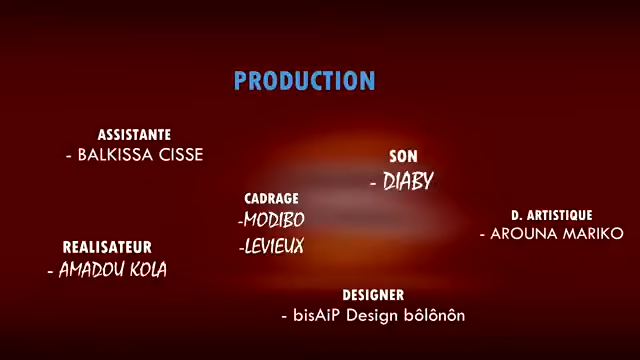 PRODUCTION
ASSISTANTE
- BALKISSA CISSE
SON
- DIABY
CADRAGE
-MODIBO
-LEVIEUX
D. ARTISTIQUE
- AROUNA MARIKO
REALISATEUR
- AMADOU KOLA
DESIGNER
- bisAiP Design bôlônôn